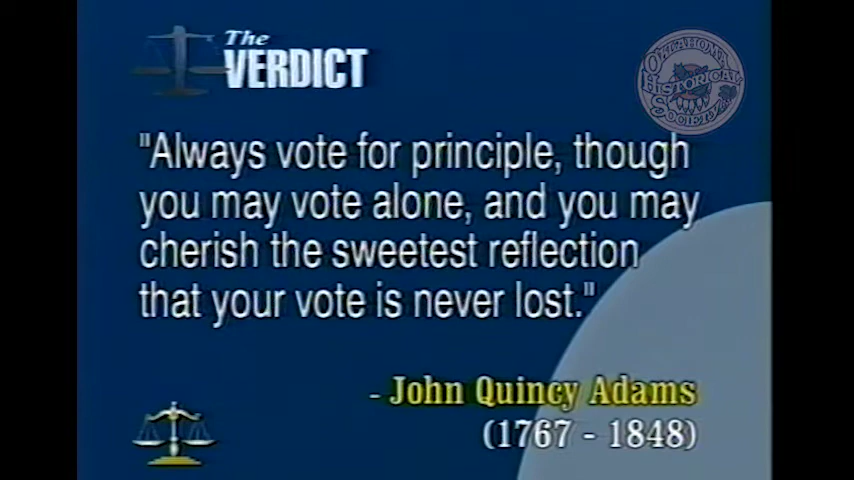 The
VERDICT
OKLAHOMA
HISTORICAL
SOCIETY
"Always vote for principle, though
you may vote alone, and you may
cherish the sweetest reflection
that your vote is never lost."
- John Quincy Adams
(1767 - 1848)